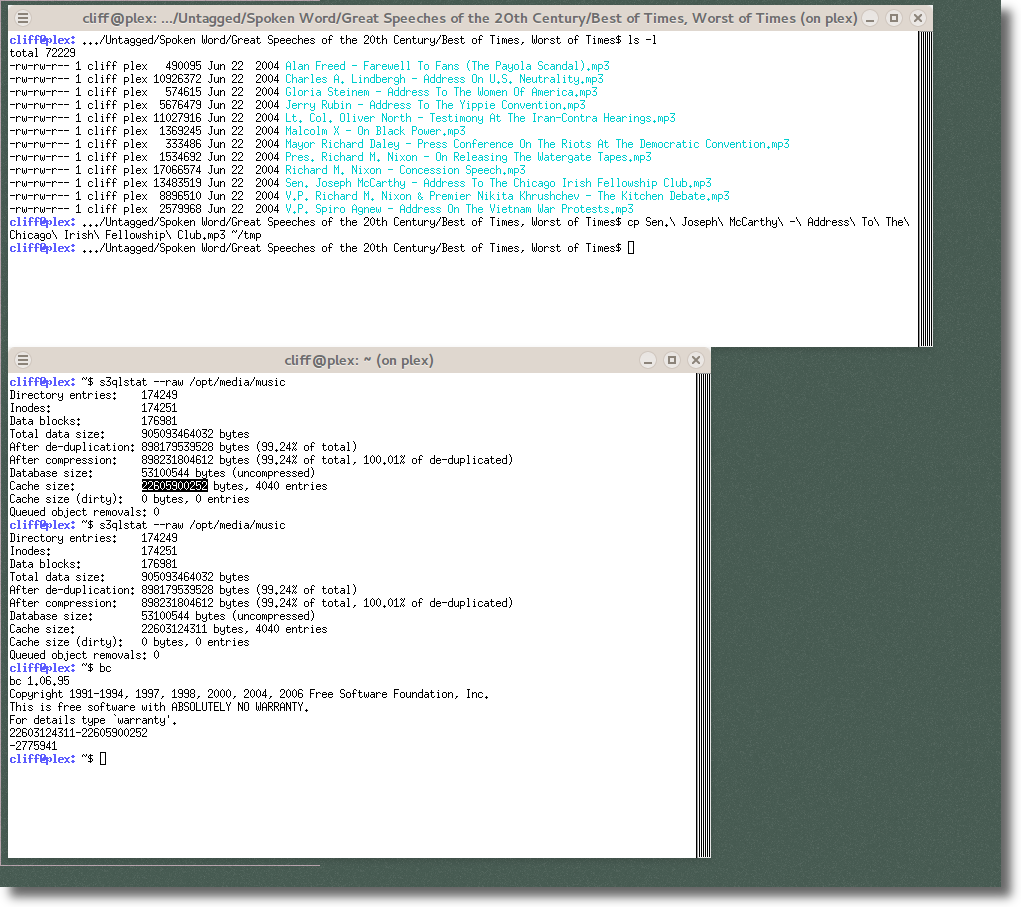 cliff@plex: .../Untagged/Spoken Word/Great Speeches of the 20th Century/Best of Times, Worst of Times (on plex)
cliff@plex: .../Untagged/Spoken Word/Great Speeches of the 20th Century/Best of Times, Worst of Times$ ls -l
total 72229
-rw-rw-r-- 1 cliff plex   490095 Jun 22  2004 Alan Freed - Farewell To Fans (The Payola Scandal).mp3
-rw-rw-r-- 1 cliff plex 10926372 Jun 22  2004 Charles A. Lindbergh - Address On U.S. Neutrality.mp3
-rw-rw-r-- 1 cliff plex   574615 Jun 22  2004 Gloria Steinem - Address To The Women Of America.mp3
-rw-rw-r-- 1 cliff plex  5676479 Jun 22  2004 Jerry Rubin - Address To The Yippie Convention.mp3
-rw-rw-r-- 1 cliff plex 11027916 Jun 22  2004 Lt. Col. Oliver North - Testimony At The Iran-Contra Hearings.mp3
-rw-rw-r-- 1 cliff plex  1369245 Jun 22  2004 Malcolm X - On Black Power.mp3
-rw-rw-r-- 1 cliff plex   333486 Jun 22  2004 Mayor Richard Daley - Press Conference On The Riots At The Democratic Convention.mp3
-rw-rw-r-- 1 cliff plex  1534692 Jun 22  2004 Pres. Richard M. Nixon - On Releasing The Watergate Tapes.mp3
-rw-rw-r-- 1 cliff plex 17066574 Jun 22  2004 Richard M. Nixon - Concession Speech.mp3
-rw-rw-r-- 1 cliff plex 13483519 Jun 22  2004 Sen. Joseph McCarthy - Address To The Chicago Irish Fellowship Club.mp3
-rw-rw-r-- 1 cliff plex  8896510 Jun 22  2004 V.P. Richard M. Nixon & Premier Nikita Khrushchev - The Kitchen Debate.mp3
-rw-rw-r-- 1 cliff plex  2579968 Jun 22  2004 V.P. Spiro Agnew - Address On The Vietnam War Protests.mp3
cliff@plex: .../Untagged/Spoken Word/Great Speeches of the 20th Century/Best of Times, Worst of Times$ cp Sen.\ Joseph\ McCarthy\ -\ Address\ To\ The\
Chicago\ Irish\ Fellowship\ Club.mp3 ~/tmp
cliff@plex: .../Untagged/Spoken Word/Great Speeches of the 20th Century/Best of Times, Worst of Times$
cliff@plex: ~ (on plex)
cliff@plex: ~$ s3qlstat --raw /opt/media/music
Directory entries:    174249
Inodes:               174251
Data blocks:          176981
Total data size:      905093464032 bytes
After de-duplication: 898179539528 bytes (99.24% of total)
After compression:    898231804612 bytes (99.24% of total, 100.01% of de-duplicated)
Database size:        53100544 bytes (uncompressed)
Cache size:           22605900252 bytes, 4040 entries
Cache size (dirty):   0 bytes, 0 entries
Queued object removals: 0
cliff@plex: ~$ s3qlstat --raw /opt/media/music
Directory entries:    174249
Inodes:               174251
Data blocks:          176981
Total data size:      905093464032 bytes
After de-duplication: 898179539528 bytes (99.24% of total)
After compression:    898231804612 bytes (99.24% of total, 100.01% of de-duplicated)
Database size:        53100544 bytes (uncompressed)
Cache size:           22603124311 bytes, 4040 entries
Cache size (dirty):   0 bytes, 0 entries
Queued object removals: 0
cliff@plex: ~$ bc
bc 1.06.95
Copyright 1991-1994, 1997, 1998, 2000, 2004, 2006 Free Software Foundation, Inc.
This is free software with ABSOLUTELY NO WARRANTY.
For details type `warranty'.
22603124311-22605900252
-2775941
cliff@plex: ~$